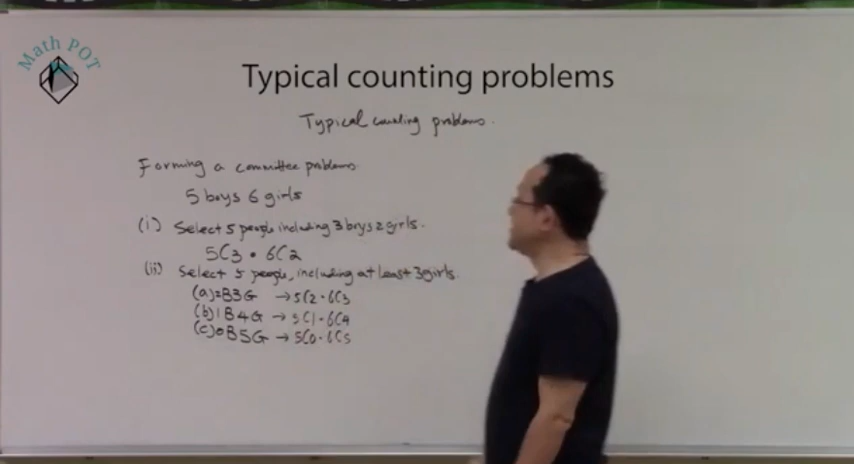 Math POT
Typical counting problems
Typical counting problems.
Forming a committee problems
5 boys 6 girls
(i) Select 5 people including 3 boys 2 girls.
5C3 • 6C2
(ii) Select 5 people, including at least 3 girls.
(a) 2B3G → 5C2 · 6C3
(b) 1B4G → 5C1 · 6C4
(c) 0B5G → 5C0 · 6C5